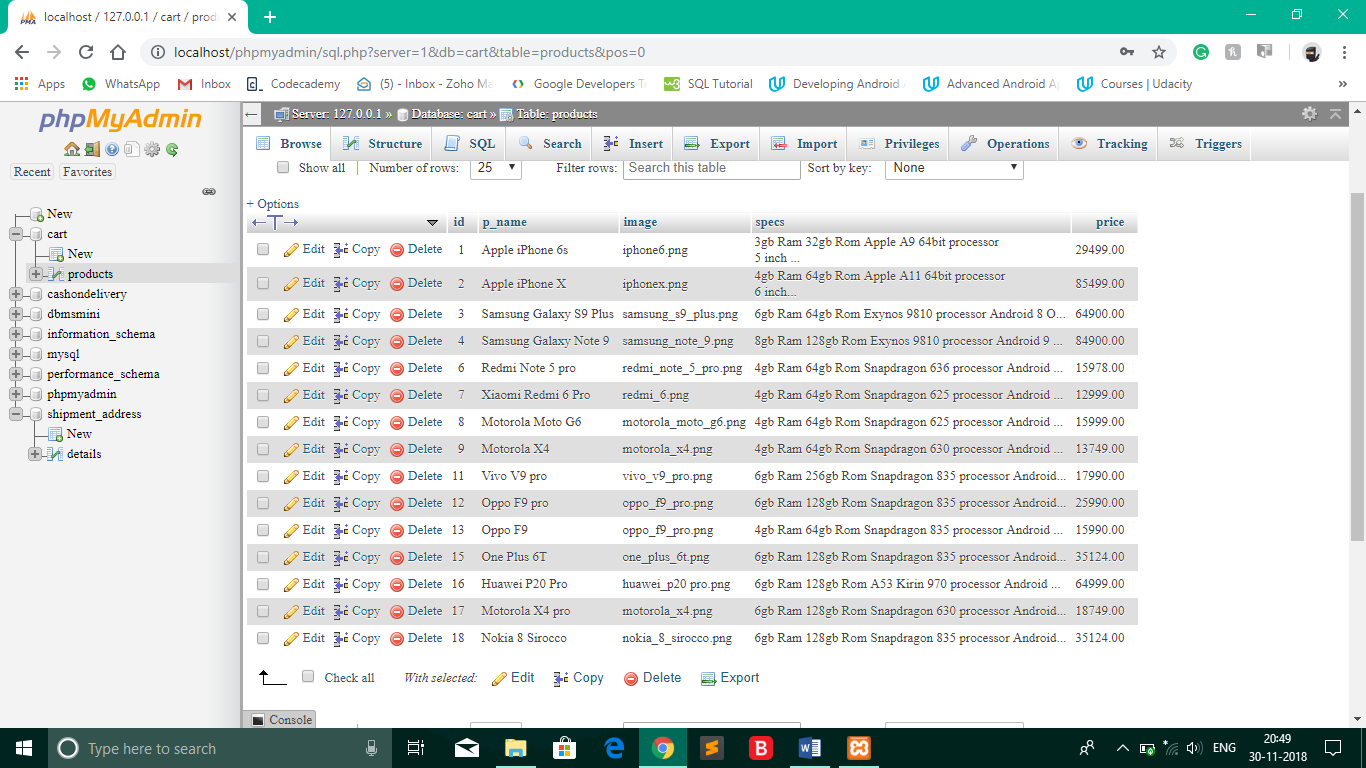 localhost / 127.0.0.1 / cart / prod
localhost/phpmyadmin/sql.php?server=1&db=cart&table=products&pos=0
Apps WhatsApp Inbox Codecademy (5) - Inbox - Zoho Ma Google Developers Tr SQL Tutorial Developing Android Advanced Android Ap Courses | Udacity »
phpMyAdmin
Recent Favorites
New
cart
New
products
cashondelivery
dbmsmini
information_schema
mysql
performance_schema
phpmyadmin
shipment_address
New
details
Server: 127.0.0.1 » Database: cart » Table: products
Browse Structure SQL Search Insert Export Import Privileges Operations Tracking Triggers
Show all Number of rows: 25 Filter rows: Search this table Sort by key: None
+ Options
←T→ id p_name image specs price
Edit Copy Delete 1 Apple iPhone 6s iphone6.png 3gb Ram 32gb Rom Apple A9 64bit processor 29499.00
5 inch ...
Edit Copy Delete 2 Apple iPhone X iphonex.png 4gb Ram 64gb Rom Apple A11 64bit processor 85499.00
6 inch...
Edit Copy Delete 3 Samsung Galaxy S9 Plus samsung_s9_plus.png 6gb Ram 64gb Rom Exynos 9810 processor Android 8 O... 64900.00
Edit Copy Delete 4 Samsung Galaxy Note 9 samsung_note_9.png 8gb Ram 128gb Rom Exynos 9810 processor Android 9 ... 84900.00
Edit Copy Delete 6 Redmi Note 5 pro redmi_note_5_pro.png 4gb Ram 64gb Rom Snapdragon 636 processor Android ... 15978.00
Edit Copy Delete 7 Xiaomi Redmi 6 Pro redmi_6.png 4gb Ram 64gb Rom Snapdragon 625 processor Android ... 12999.00
Edit Copy Delete 8 Motorola Moto G6 motorola_moto_g6.png 4gb Ram 64gb Rom Snapdragon 625 processor Android ... 15999.00
Edit Copy Delete 9 Motorola X4 motorola_x4.png 4gb Ram 64gb Rom Snapdragon 630 processor Android ... 13749.00
Edit Copy Delete 11 Vivo V9 pro vivo_v9_pro.png 6gb Ram 256gb Rom Snapdragon 835 processor Android... 17990.00
Edit Copy Delete 12 Oppo F9 pro oppo_f9_pro.png 6gb Ram 128gb Rom Snapdragon 835 processor Android... 25990.00
Edit Copy Delete 13 Oppo F9 oppo_f9_pro.png 4gb Ram 64gb Rom Snapdragon 835 processor Android ... 15990.00
Edit Copy Delete 15 One Plus 6T one_plus_6t.png 6gb Ram 128gb Rom Snapdragon 835 processor Android... 35124.00
Edit Copy Delete 16 Huawei P20 Pro huawei_p20 pro.png 6gb Ram 128gb Rom A53 Kirin 970 processor Android ... 64999.00
Edit Copy Delete 17 Motorola X4 pro motorola_x4.png 6gb Ram 128gb Rom Snapdragon 630 processor Android... 18749.00
Edit Copy Delete 18 Nokia 8 Sirocco nokia_8_sirocco.png 6gb Ram 128gb Rom Snapdragon 835 processor Android... 35124.00
Check all With selected: Edit Copy Delete Export
Console
Type here to search
ENG
20:49
30-11-2018